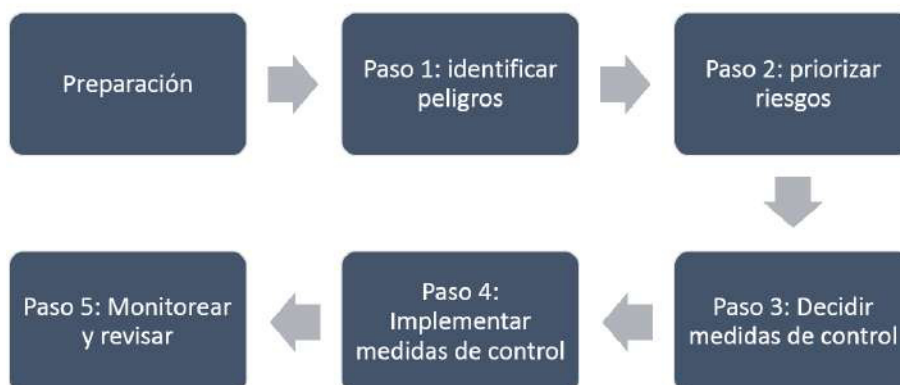 Preparación
Paso 1: identificar
peligros
Paso 2: priorizar
riesgos
Paso 3: Decidir
medidas de control
Paso 4:
Implementar
medidas de control
Paso 5: Monitorear
y revisar